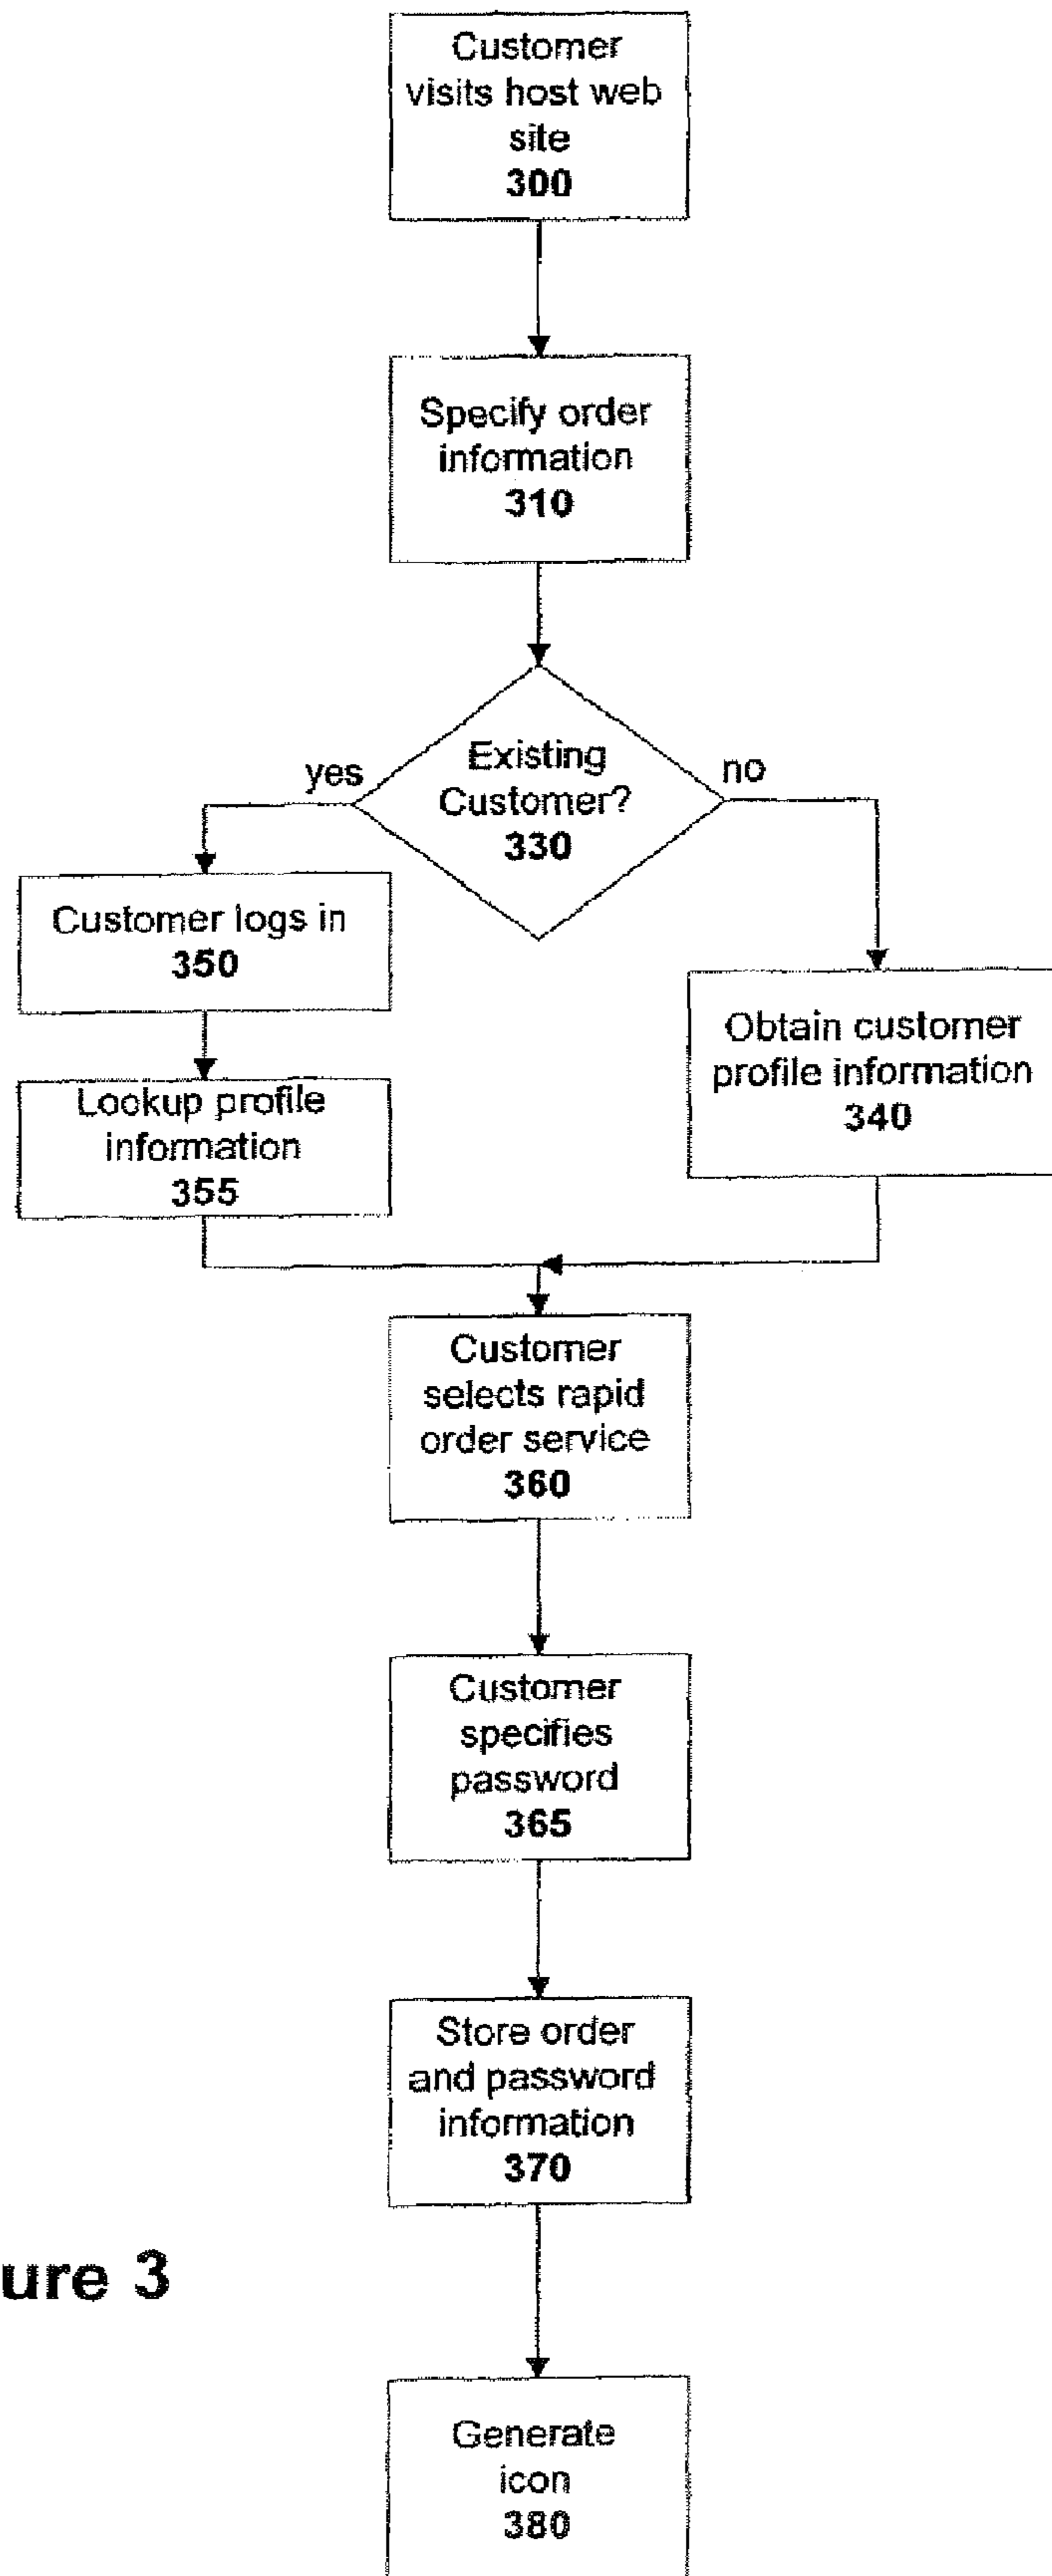 Customer
visits host web
site
300
Specify order
information
310
Existing
Customer?
330
yes
no
Customer logs in
350
Lookup profile
information
355
Obtain customer
profile information
340
Customer
selects rapid
order service
360
Customer
specifies
password
365
Store order
and password
information
370
ure 3
Generate
icon
380